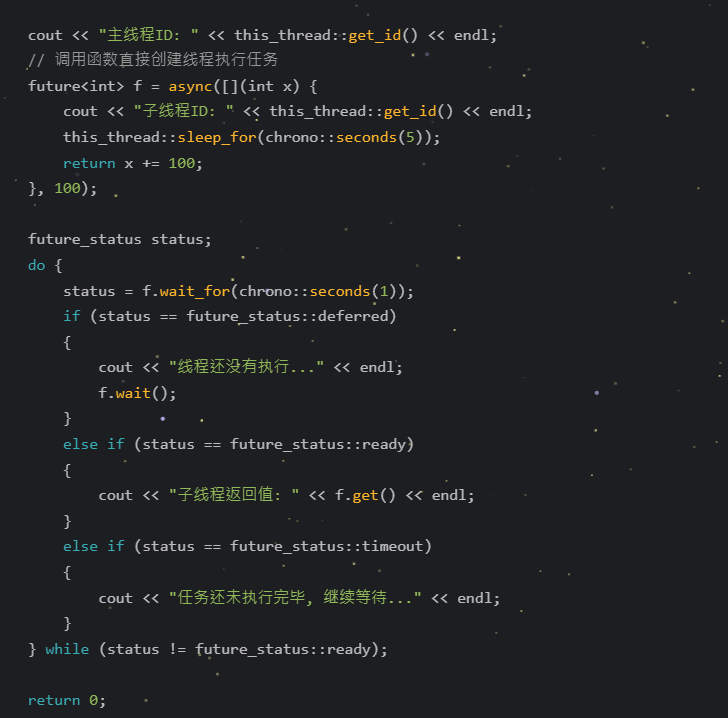 cout << "主线程ID: " << this_thread::get_id() << endl;
// 调用函数直接创建线程执行任务
future<int> f = async([](int x) {
    cout << "子线程ID: " << this_thread::get_id() << endl;
    this_thread::sleep_for(chrono::seconds(5));
    return x += 100;
}, 100);

future_status status;
do {
    status = f.wait_for(chrono::seconds(1));
    if (status == future_status::deferred)
    {
        cout << "线程还没有执行..." << endl;
        f.wait();
    }
    else if (status == future_status::ready)
    {
        cout << "子线程返回值: " << f.get() << endl;
    }
    else if (status == future_status::timeout)
    {
        cout << "任务还未执行完毕, 继续等待..." << endl;
    }
} while (status != future_status::ready);

return 0;